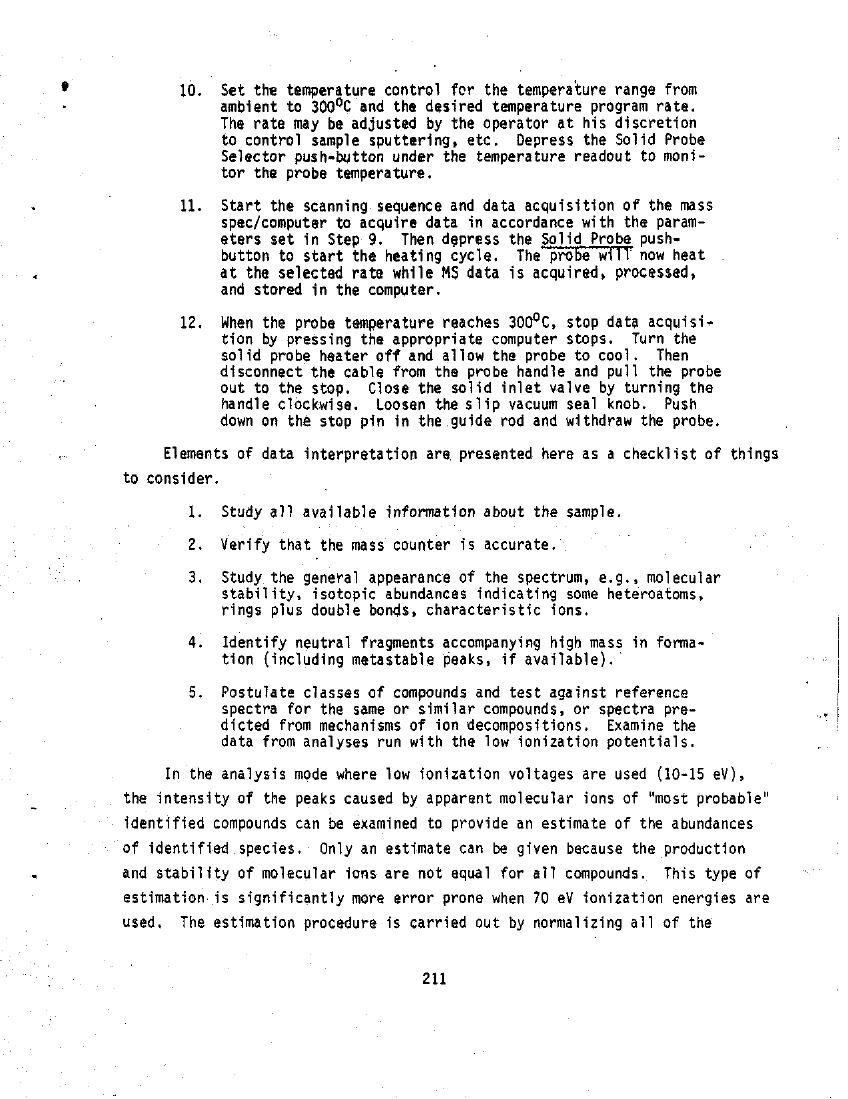 10. Set the temperature control for the temperature range from
ambient to 300⁰C and the desired temperature program rate.
The rate may be adjusted by the operator at his discretion
to control sample sputtering, etc. Depress the Solid Probe
Selector push-button under the temperature readout to moni-
tor the probe temperature.
11. Start the scanning sequence and data acquisition of the mass
spec/computer to acquire data in accordance with the param-
eters set in Step 9. Then depress the Solid Probe push-
button to start the heating cycle. The probe will now heat
at the selected rate while MS data is acquired, processed,
and stored in the computer.
12. When the probe temperature reaches 300⁰C, stop data acquisi-
tion by pressing the appropriate computer stops. Turn the
solid probe heater off and allow the probe to cool. Then
disconnect the cable from the probe handle and pull the probe
out to the stop. Close the solid inlet valve by turning the
handle clockwise. Loosen the slip vacuum seal knob. Push
down on the stop pin in the guide rod and withdraw the probe.
Elements of data interpretation are presented here as a checklist of things
to consider.
1. Study all available information about the sample.
2. Verify that the mass counter is accurate.
3. Study the general appearance of the spectrum, e.g., molecular
stability, isotopic abundances indicating some heteroatoms,
rings plus double bonds, characteristic ions.
4. Identify neutral fragments accompanying high mass in forma-
tion (including metastable peaks, if available).
5. Postulate classes of compounds and test against reference
spectra for the same or similar compounds, or spectra pre-
dicted from mechanisms of ion decompositions. Examine the
data from analyses run with the low ionization potentials.
In the analysis mode where low ionization voltages are used (10-15 eV),
the intensity of the peaks caused by apparent molecular ions of "most probable"
identified compounds can be examined to provide an estimate of the abundances
of identified species. Only an estimate can be given because the production
and stability of molecular ions are not equal for all compounds. This type of
estimation is significantly more error prone when 70 eV ionization energies are
used. The estimation procedure is carried out by normalizing all of the
211